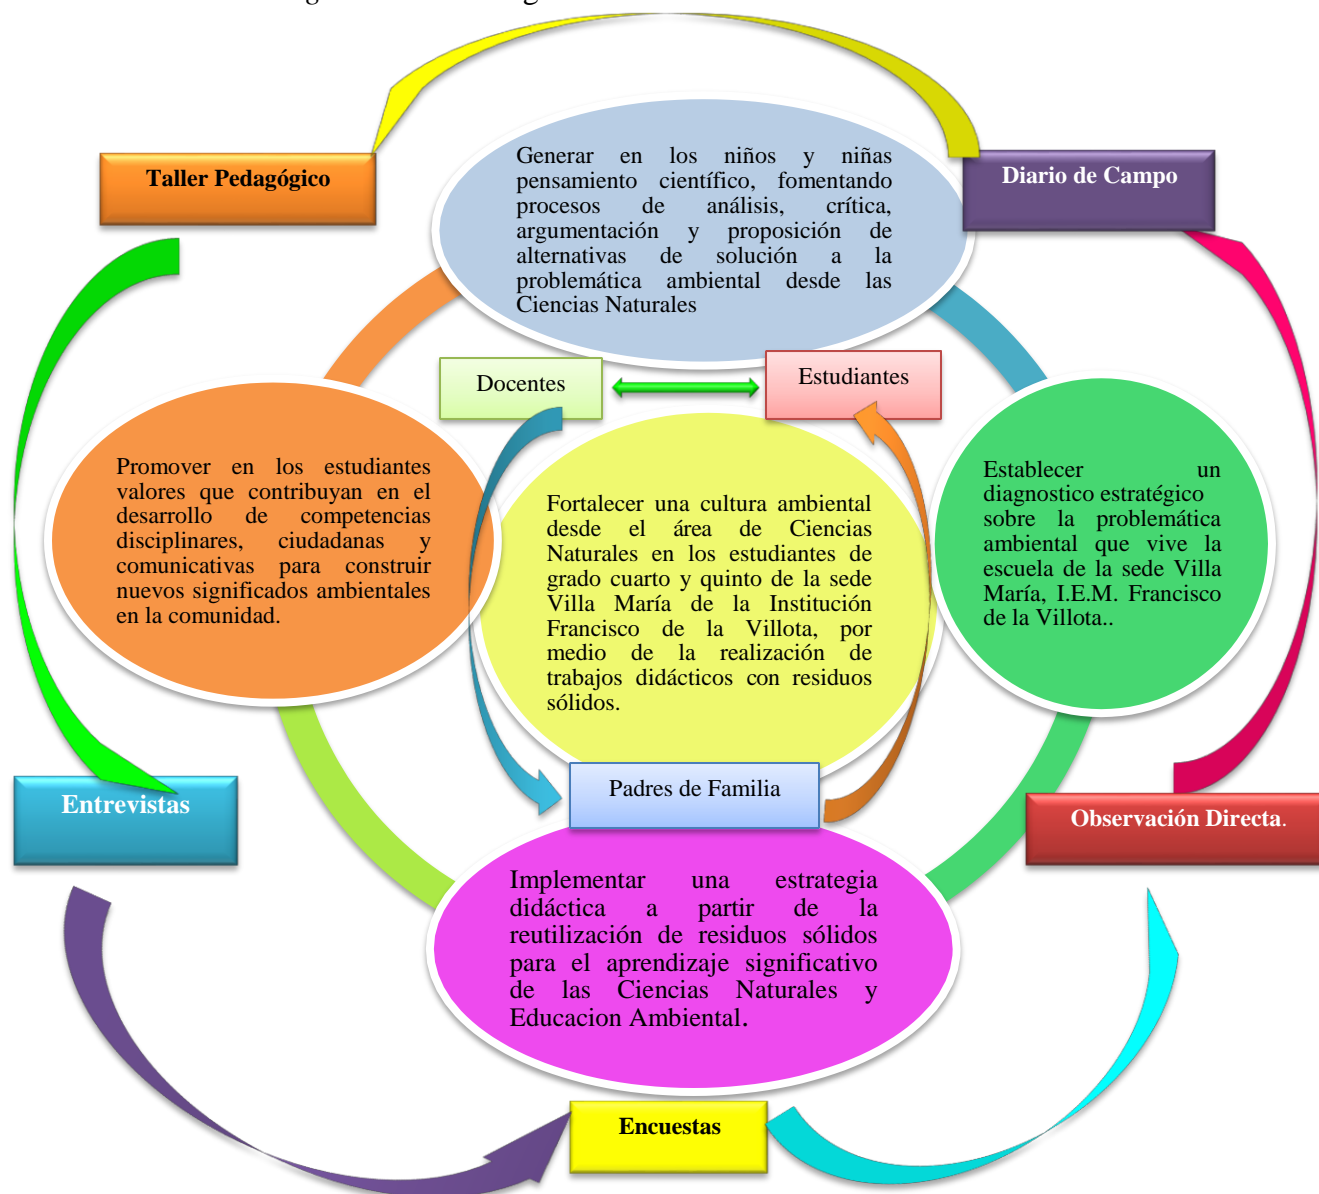 Taller Pedagógico
Diario de Campo
Generar en los niños y niñas
pensamiento científico, fomentando
procesos de análisis, crítica,
argumentación y proposición de
alternativas de solución a la
problemática ambiental desde las
Ciencias Naturales
Docentes
Estudiantes
Promover en los estudiantes
valores que contribuyan en el
desarrollo de competencias
disciplinares, ciudadanas y
comunicativas para construir
nuevos significados ambientales
en la comunidad.
Fortalecer una cultura ambiental
desde el área de Ciencias
Naturales en los estudiantes de
grado cuarto y quinto de la sede
Villa María de la Institución
Francisco de la Villota, por
medio de la realización de
trabajos didácticos con residuos
sólidos.
Establecer un
diagnostico estratégico
sobre la problemática
ambiental que vive la
escuela de la sede Villa
María, I.E.M. Francisco
de la Villota..
Padres de Familia
Entrevistas
Observación Directa.
Implementar una estrategia
didáctica a partir de la
reutilización de residuos sólidos
para el aprendizaje significativo
de las Ciencias Naturales y
Educacion Ambiental.
Encuestas